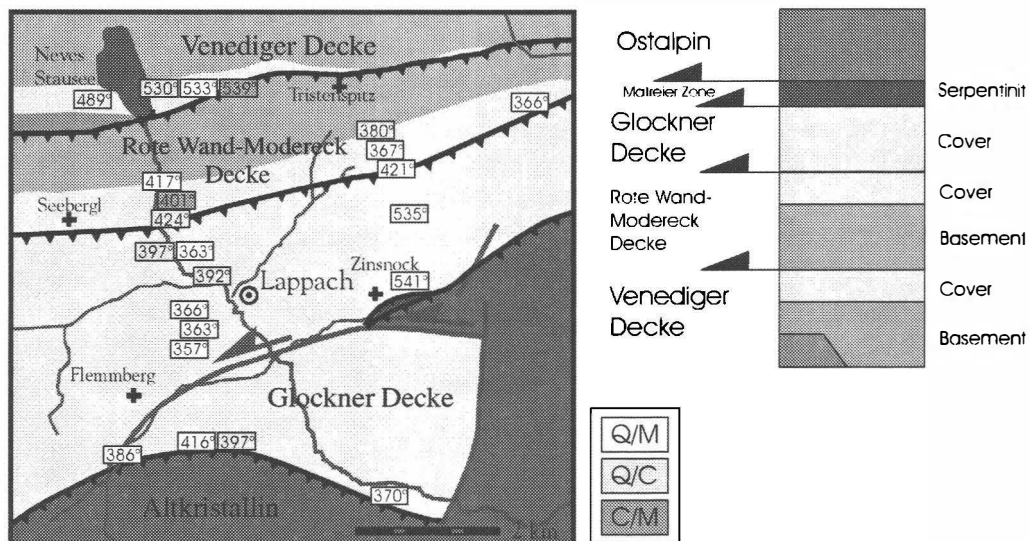 Neves
Stausee
Venediger Decke
530° 533° 539°
489°
Tristenspitz
366°
380°
Rote Wand-Modereck
367°
Decke
421°
417°
401°
Seebergl
424°
535°
397° 363°
Zinsnock
392°
541°
Lappach
366°
363°
357°
Flemmberg
Glockner Decke
416° 397°
386°
370°
Altkristallin
2 km
Ostalpin
Matreier Zone
Serpentinit
Glockner
Decke
Cover
Cover
Rote Wand-
Modereck
Decke
Basement
Venediger
Decke
Cover
Basement
Q/M
Q/C
C/M